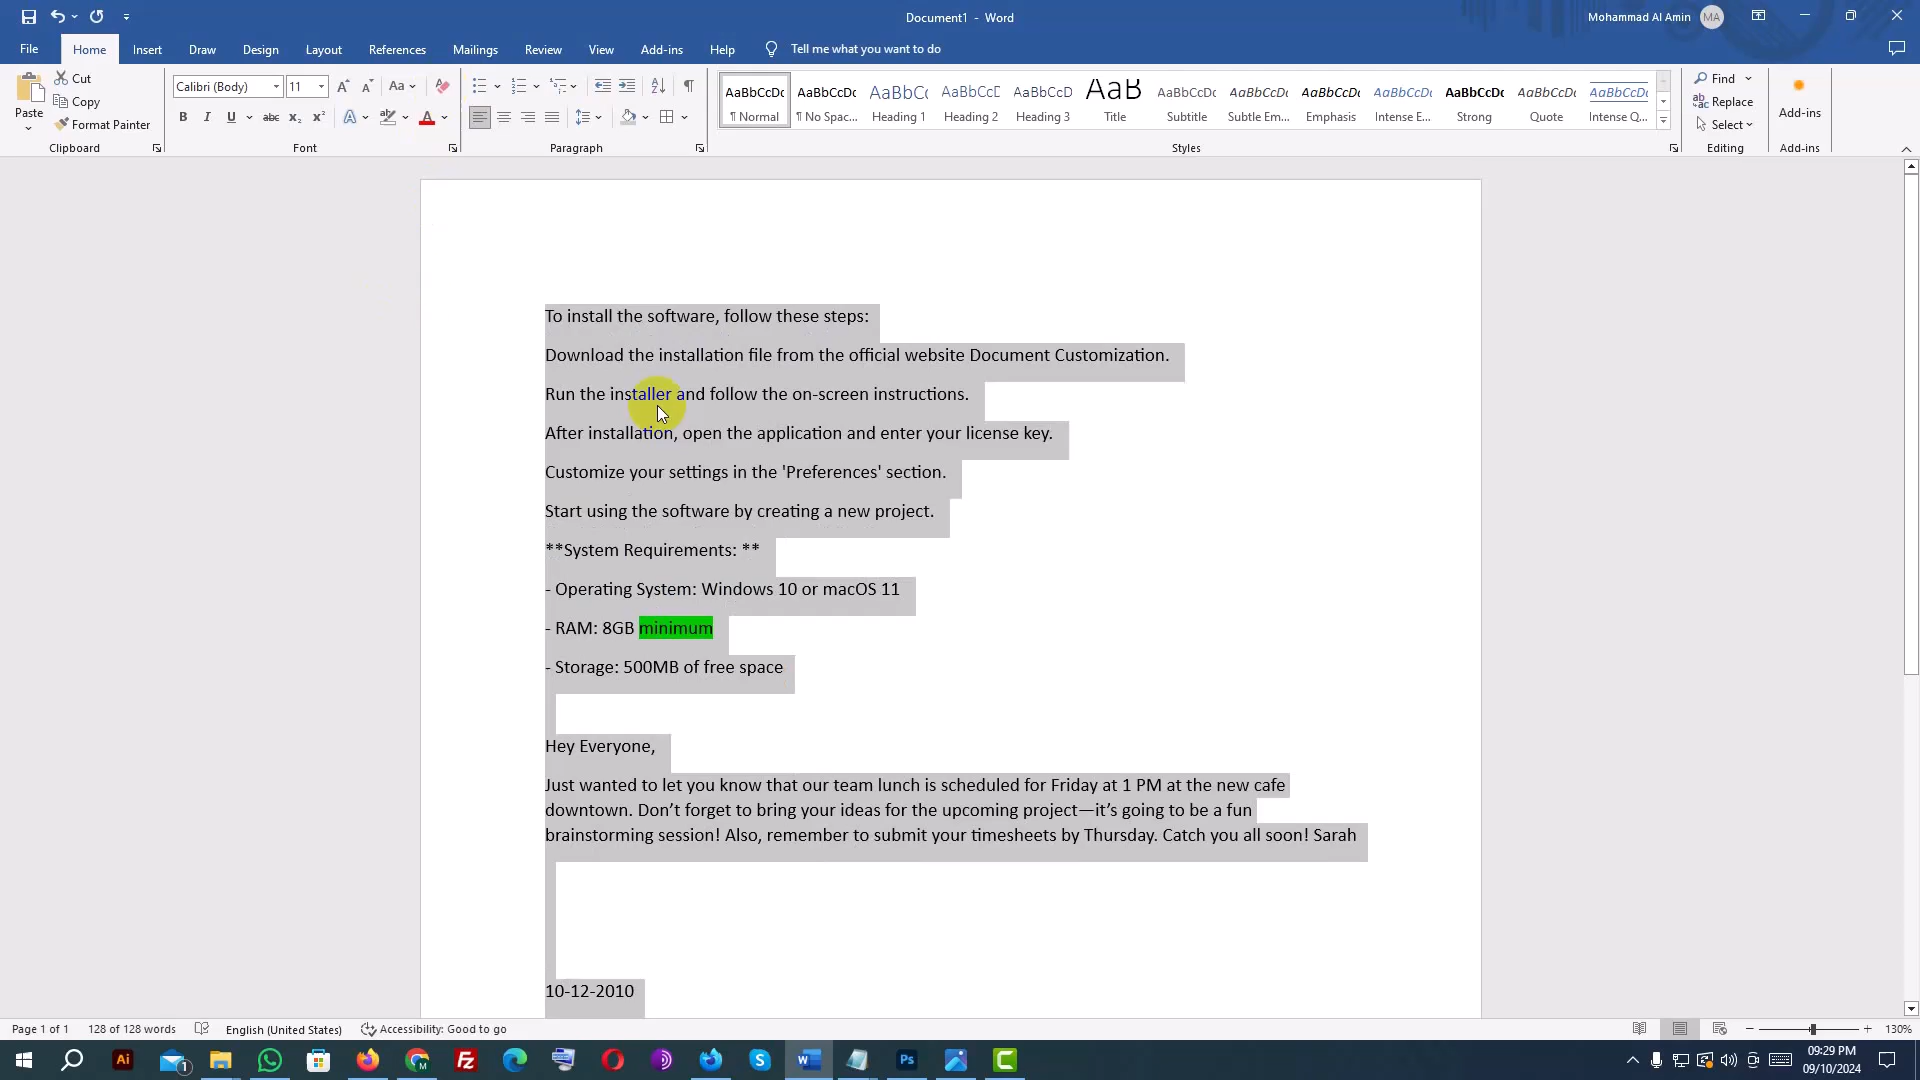 Document1 - Word
Mohammad Al Amin MA
File Home Insert Draw Design Layout References Mailings Review View Add-ins Help Tell me what you want to do
Paste
Cut
Copy
Format Painter
Clipboard
Calibri (Body) 11
Font
Paragraph
AaBbCcDc AaBbCcDc AaBbC AaBbCcD AaBbCcD AaB AaBbCcDc AaBbCcDc AaBbCcDc AaBbCcDc AaBbCcDc AaBbCcDc AaBbCcDc
¶ Normal ¶ No Spac... Heading 1 Heading 2 Heading 3 Title Subtitle Subtle Em... Emphasis Intense E... Strong Quote Intense Q...
Styles
Find
Replace
Select
Editing
Add-ins
Add-ins
To install the software, follow these steps:
Download the installation file from the official website Document Customization.
Run the installer and follow the on-screen instructions.
After installation, open the application and enter your license key.
Customize your settings in the 'Preferences' section.
Start using the software by creating a new project.
**System Requirements: **
- Operating System: Windows 10 or macOS 11
- RAM: 8GB minimum
- Storage: 500MB of free space
Hey Everyone,
Just wanted to let you know that our team lunch is scheduled for Friday at 1 PM at the new cafe
downtown. Don’t forget to bring your ideas for the upcoming project—it’s going to be a fun
brainstorming session! Also, remember to submit your timesheets by Thursday. Catch you all soon! Sarah
10-12-2010
Page 1 of 1 128 of 128 words English (United States) Accessibility: Good to go 130%
09:29 PM
09/10/2024